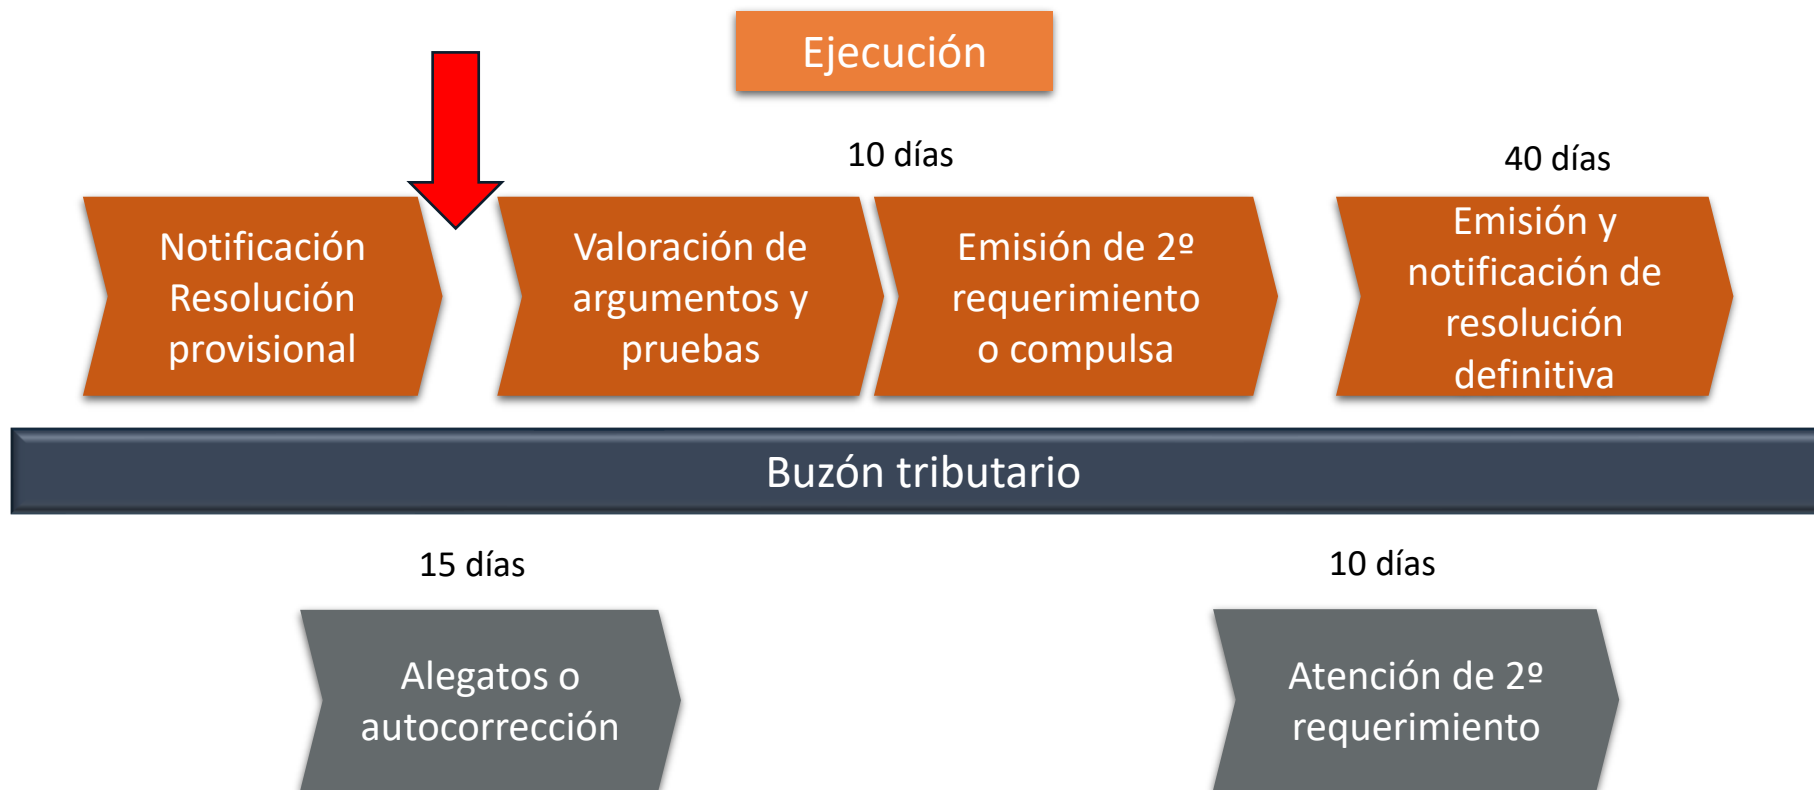 Ejecución
10 días
40 días
Notificación
Resolución
provisional
Valoración de
argumentos y
pruebas
Emisión de 2º
requerimiento
o compulsa
Emisión y
notificación de
resolución
definitiva
Buzón tributario
15 días
10 días
Alegatos o
autocorrección
Atención de 2º
requerimiento